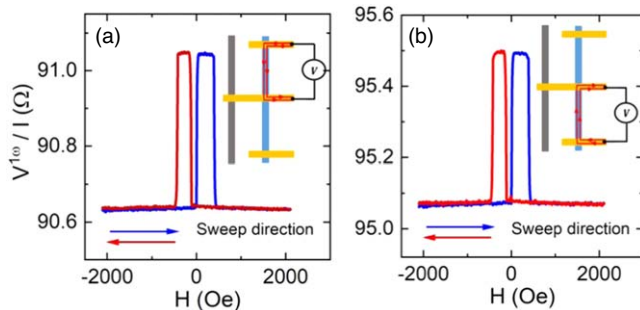 (a)
V
V¹ω / I (Ω)
91.0
90.8
90.6
Sweep direction
-2000
0
2000
H (Oe)
(b)
V
95.6
95.4
95.2
95.0
Sweep direction
-2000
0
2000
H (Oe)